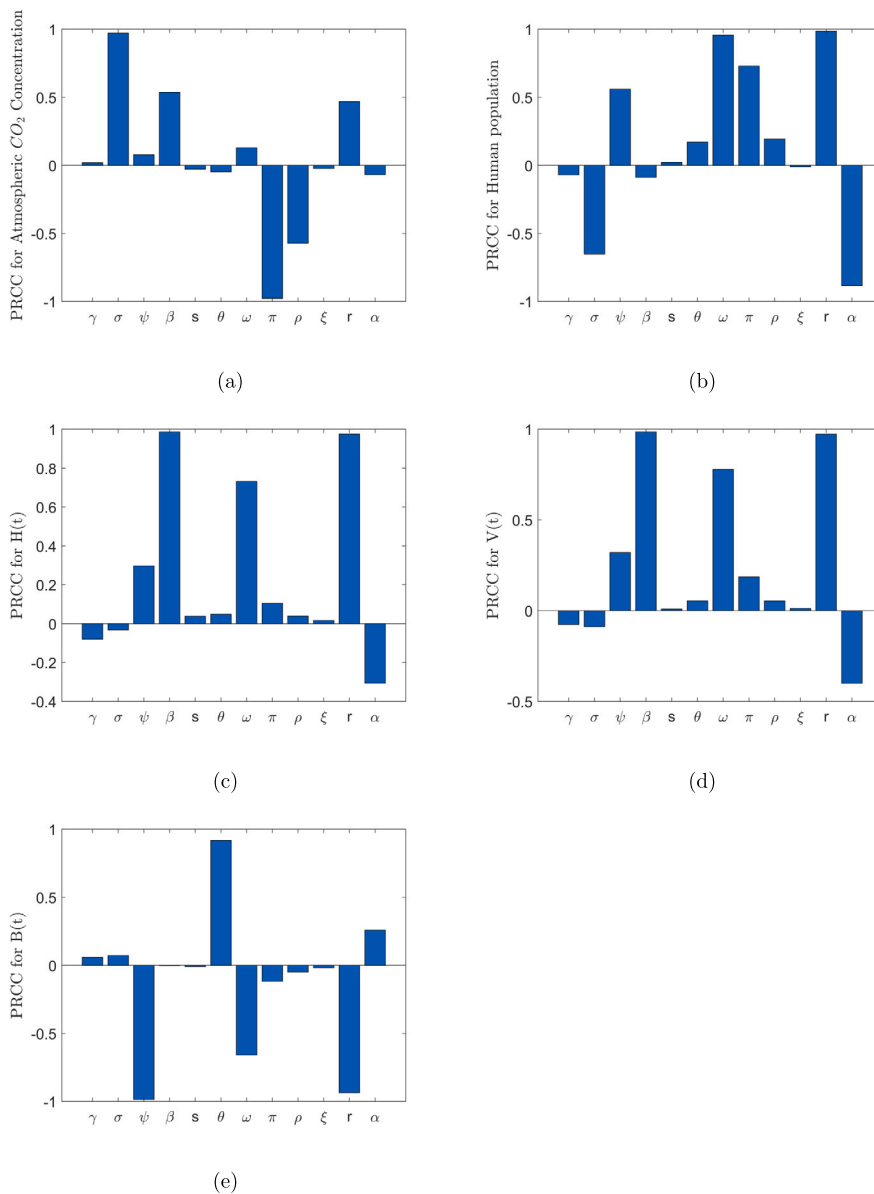 PRCC for Atmospheric CO₂ Concentration
1
0.5
0
-0.5
-1
γ σ ψ β s θ ω π ρ ξ r α
(a)
PRCC for Human population
1
0.5
0
-0.5
-1
γ σ ψ β s θ ω π ρ ξ r α
(b)
PRCC for H(t)
1
0.8
0.6
0.4
0.2
0
-0.2
-0.4
γ σ ψ β s θ ω π ρ ξ r α
(c)
PRCC for V(t)
1
0.5
0
-0.5
γ σ ψ β s θ ω π ρ ξ r α
(d)
PRCC for B(t)
1
0.5
0
-0.5
-1
γ σ ψ β s θ ω π ρ ξ r α
(e)